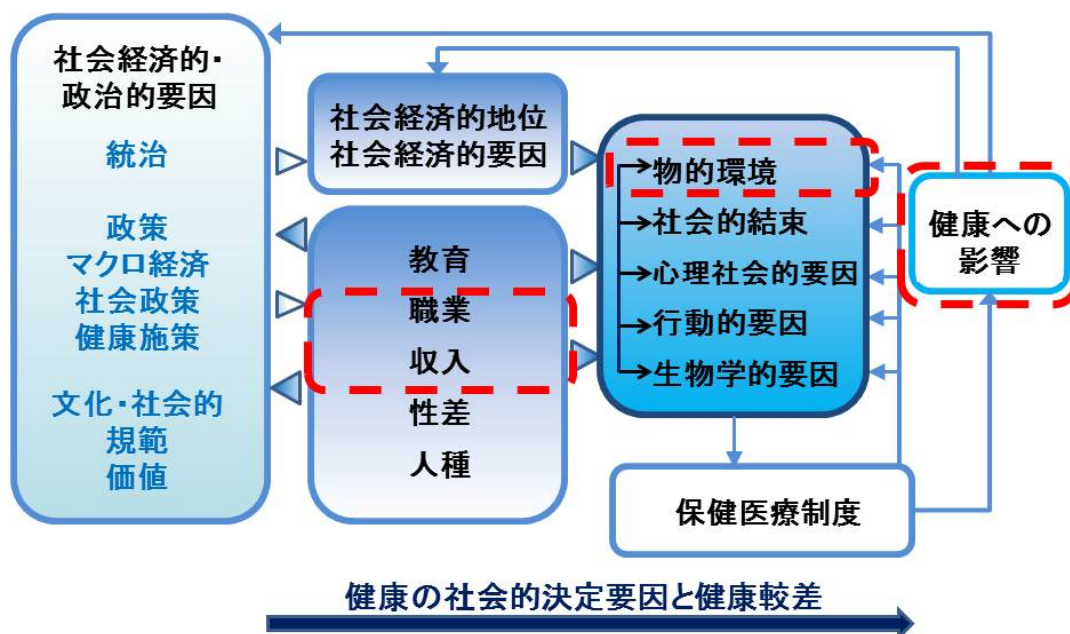 社会経済的・
政治的要因
統治
政策
マクロ経済
社会政策
健康施策
文化・社会的
規範
価値
社会経済的地位
社会経済的要因
教育
職業
収入
性差
人種
物的環境
社会的結束
心理社会的要因
行動的要因
生物学的要因
健康への
影響
保健医療制度
健康の社会的決定要因と健康較差